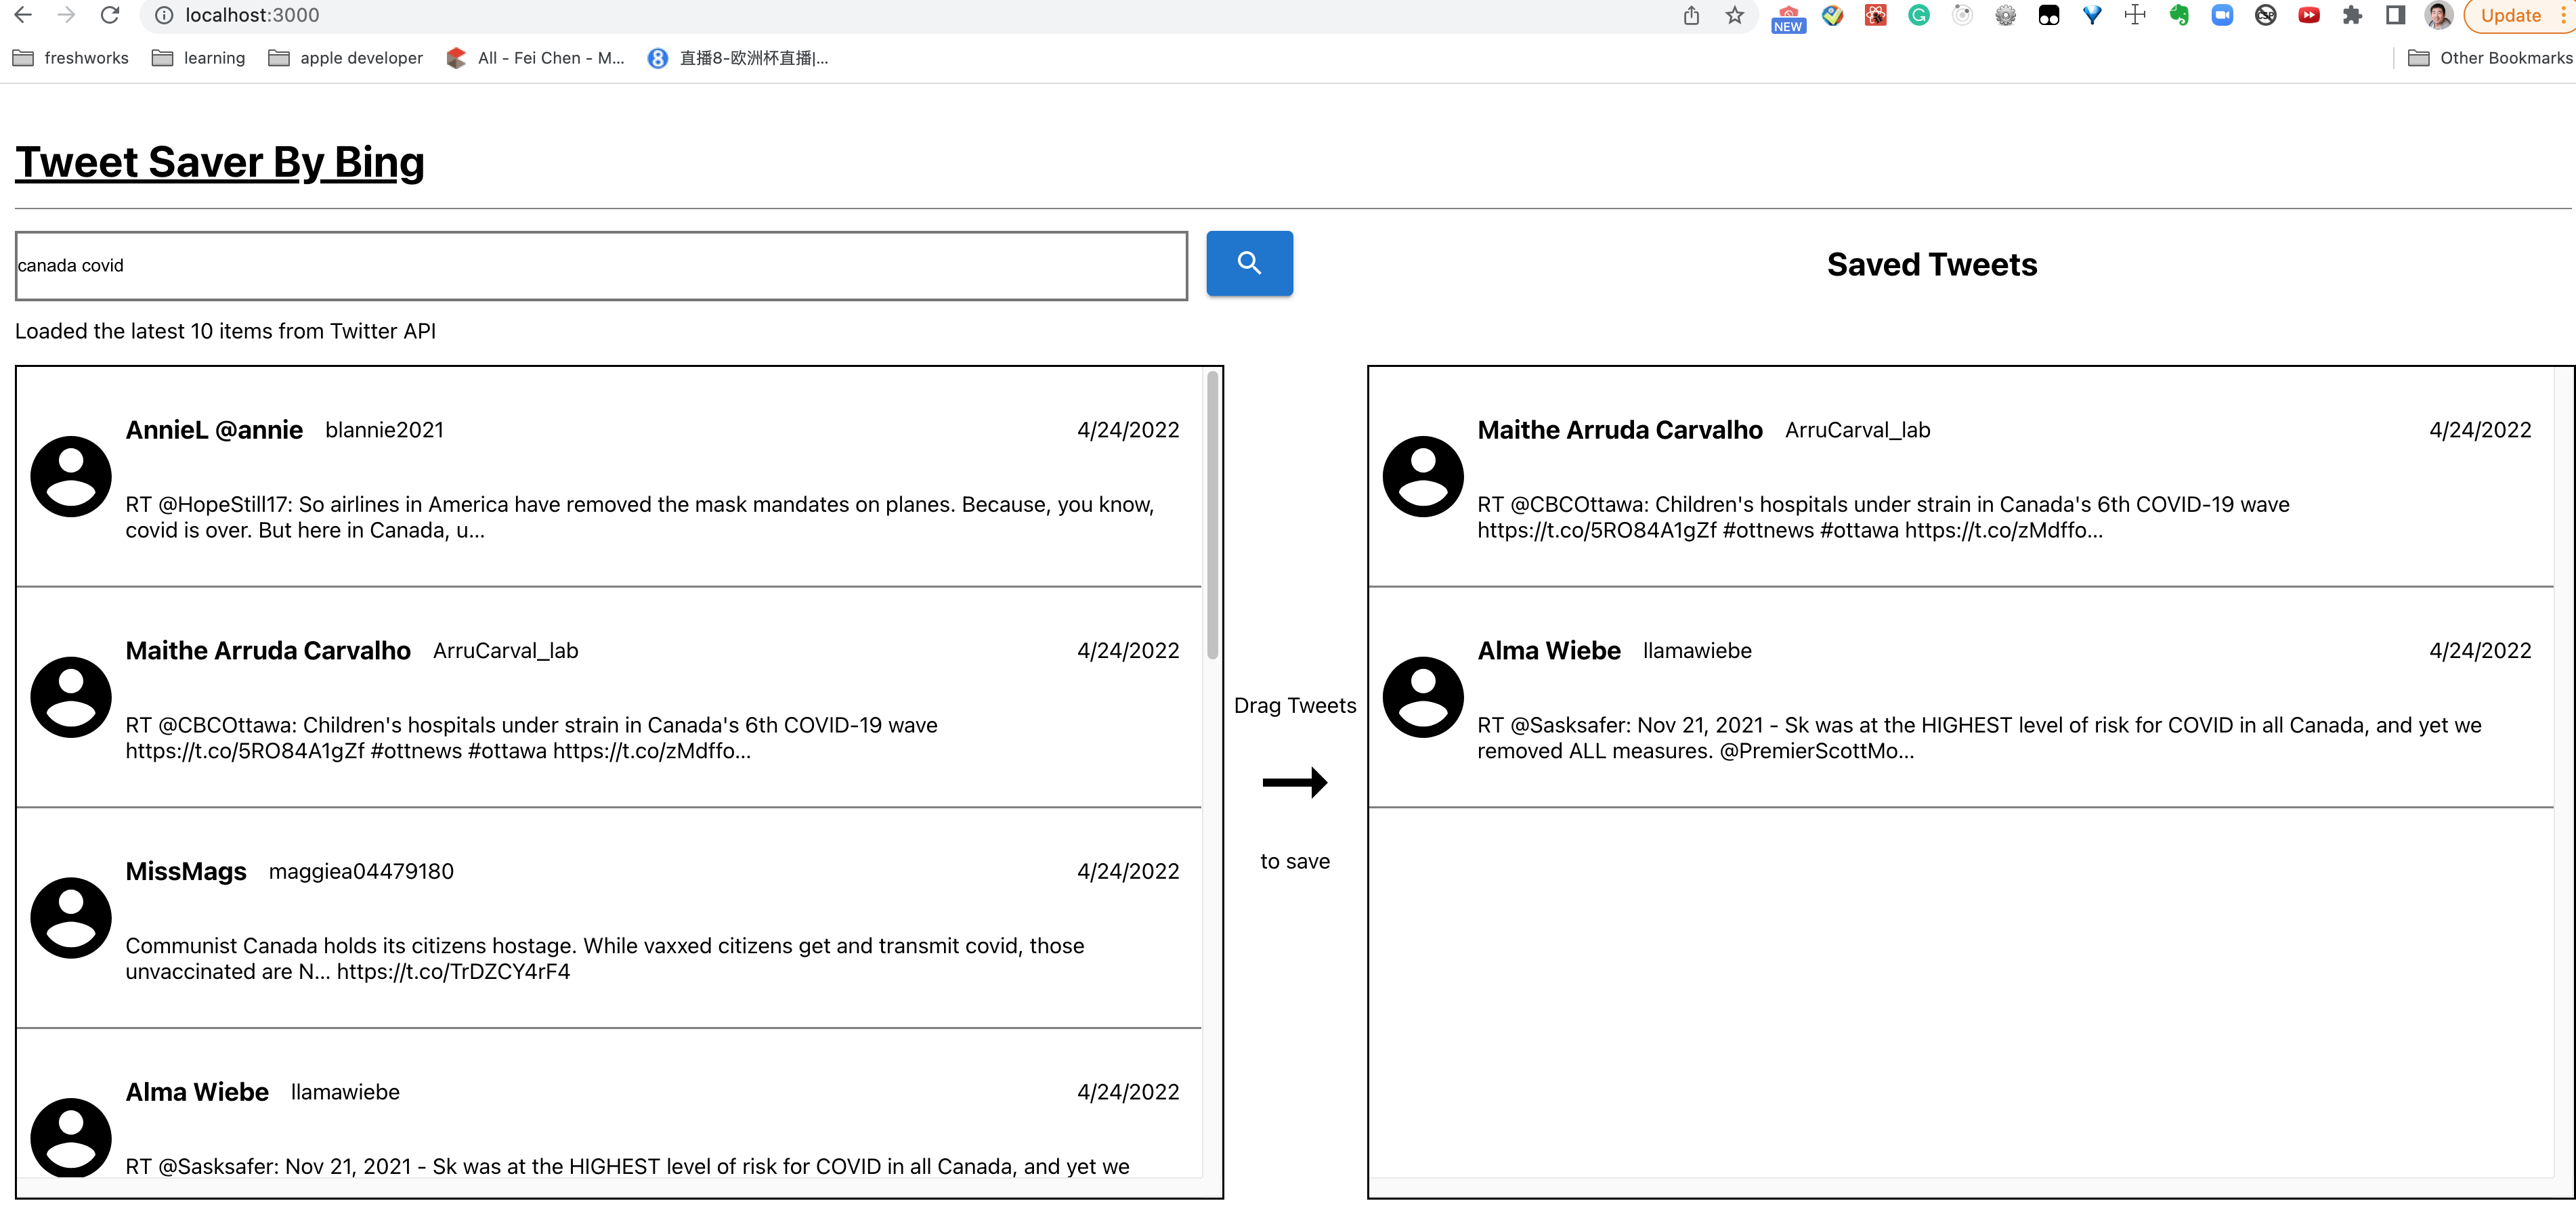 localhost:3000
NEW
Update
freshworks
learning
apple developer
All - Fei Chen - M...
直播8-欧洲杯直播|...
Other Bookmarks
Tweet Saver By Bing
canada covid
Saved Tweets
Loaded the latest 10 items from Twitter API
AnnieL @annie blannie2021 4/24/2022
RT @HopeStill17: So airlines in America have removed the mask mandates on planes. Because, you know,
covid is over. But here in Canada, u...
Maithe Arruda Carvalho ArruCarval_lab 4/24/2022
RT @CBCOttawa: Children's hospitals under strain in Canada's 6th COVID-19 wave
https://t.co/5RO84A1gZf #ottnews #ottawa https://t.co/zMdffo...
MissMags maggiea04479180 4/24/2022
Communist Canada holds its citizens hostage. While vaxxed citizens get and transmit covid, those
unvaccinated are N... https://t.co/TrDZCY4rF4
Alma Wiebe llamawiebe 4/24/2022
RT @Sasksafer: Nov 21, 2021 - Sk was at the HIGHEST level of risk for COVID in all Canada, and yet we
Drag Tweets
to save
Maithe Arruda Carvalho ArruCarval_lab 4/24/2022
RT @CBCOttawa: Children's hospitals under strain in Canada's 6th COVID-19 wave
https://t.co/5RO84A1gZf #ottnews #ottawa https://t.co/zMdffo...
Alma Wiebe llamawiebe 4/24/2022
RT @Sasksafer: Nov 21, 2021 - Sk was at the HIGHEST level of risk for COVID in all Canada, and yet we
removed ALL measures. @PremierScottMo...